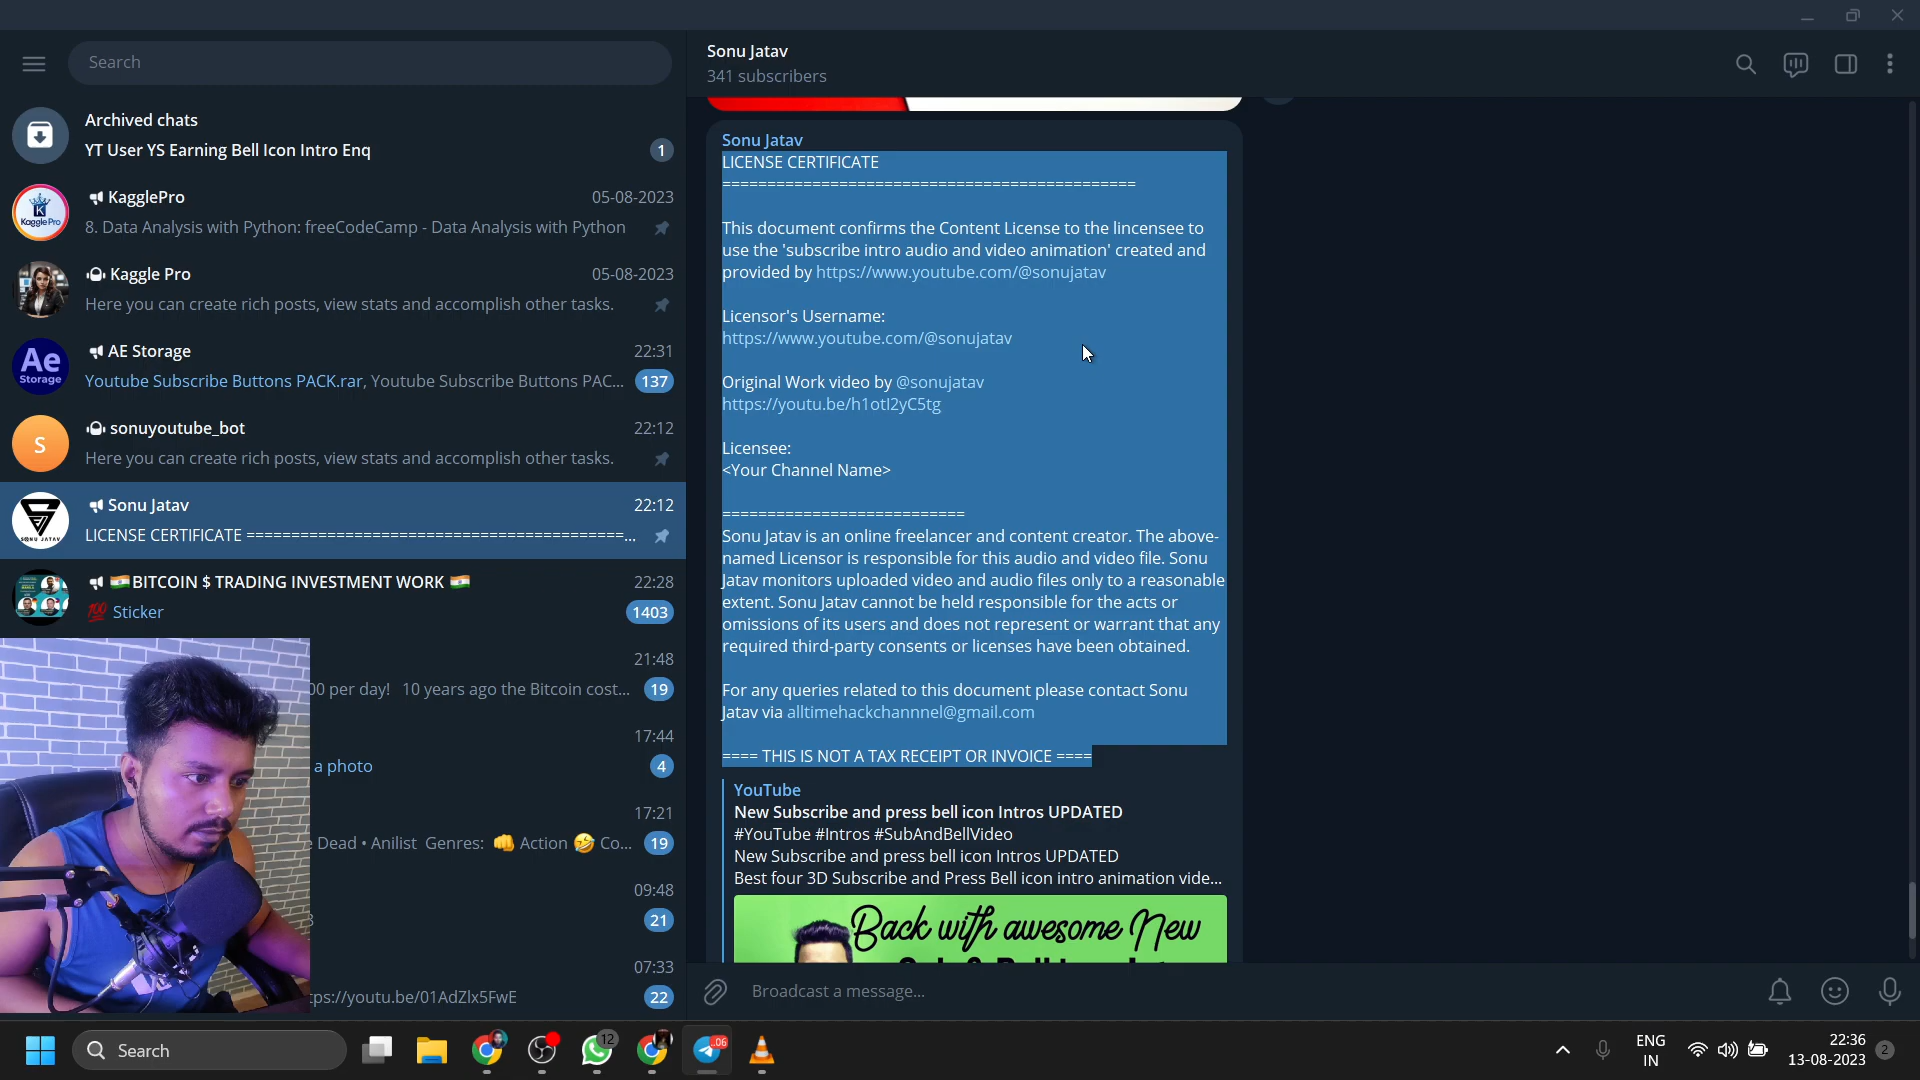 Search
Archived chats
YT User YS Earning Bell Icon Intro Enq
1
KagglePro
05-08-2023
8. Data Analysis with Python: freeCodeCamp - Data Analysis with Python
Kaggle Pro
05-08-2023
Here you can create rich posts, view stats and accomplish other tasks.
Ae
Storage
AE Storage
22:31
Youtube Subscribe Buttons PACK.rar, Youtube Subscribe Buttons PAC...
137
S
sonuyoutube_bot
22:12
Here you can create rich posts, view stats and accomplish other tasks.
SONU JATAV
Sonu Jatav
22:12
LICENSE CERTIFICATE ==========================================...
🇮🇳BITCOIN $ TRADING INVESTMENT WORK 🇮🇳
22:28
💯 Sticker
1403
21:48
00 per day! 10 years ago the Bitcoin cost...
19
17:44
a photo
4
17:21
Dead • Anilist Genres: 👊 Action 🤣 Co...
19
09:48
21
07:33
tps://youtu.be/01AdZlx5FwE
22
Sonu Jatav
341 subscribers
Sonu Jatav
LICENSE CERTIFICATE
==============================================
This document confirms the Content License to the lincensee to
use the 'subscribe intro audio and video animation' created and
provided by https://www.youtube.com/@sonujatav
Licensor's Username:
https://www.youtube.com/@sonujatav
Original Work video by @sonujatav
https://youtu.be/h1otI2yC5tg
Licensee:
<Your Channel Name>
===========================
Sonu Jatav is an online freelancer and content creator. The above-
named Licensor is responsible for this audio and video file. Sonu
Jatav monitors uploaded video and audio files only to a reasonable
extent. Sonu Jatav cannot be held responsible for the acts or
omissions of its users and does not represent or warrant that any
required third-party consents or licenses have been obtained.
For any queries related to this document please contact Sonu
Jatav via alltimehackchannnel@gmail.com
==== THIS IS NOT A TAX RECEIPT OR INVOICE ====
YouTube
New Subscribe and press bell icon Intros UPDATED
#YouTube #Intros #SubAndBellVideo
New Subscribe and press bell icon Intros UPDATED
Best four 3D Subscribe and Press Bell icon intro animation vide...
Back with awesome New
Broadcast a message...
Search
12
.06
ENG
IN
22:36
13-08-2023
2